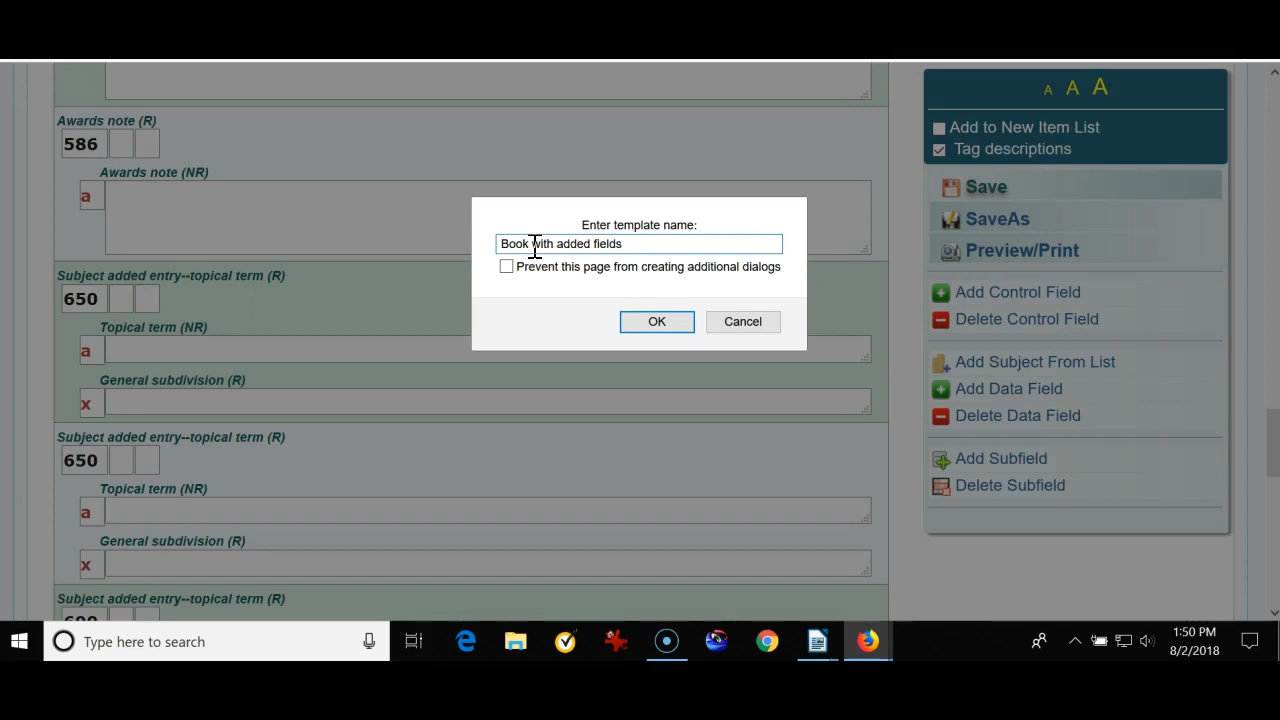 Awards note (R)
586
Awards note (NR)
a
Subject added entry--topical term (R)
650
Topical term (NR)
a
General subdivision (R)
x
Subject added entry--topical term (R)
650
Topical term (NR)
a
General subdivision (R)
x
Subject added entry--topical term (R)
Enter template name:
Book with added fields
Prevent this page from creating additional dialogs
OK
Cancel
A A A
Add to New Item List
Tag descriptions
Save
SaveAs
Preview/Print
Add Control Field
Delete Control Field
Add Subject From List
Add Data Field
Delete Data Field
Add Subfield
Delete Subfield
Type here to search
1:50 PM
8/2/2018